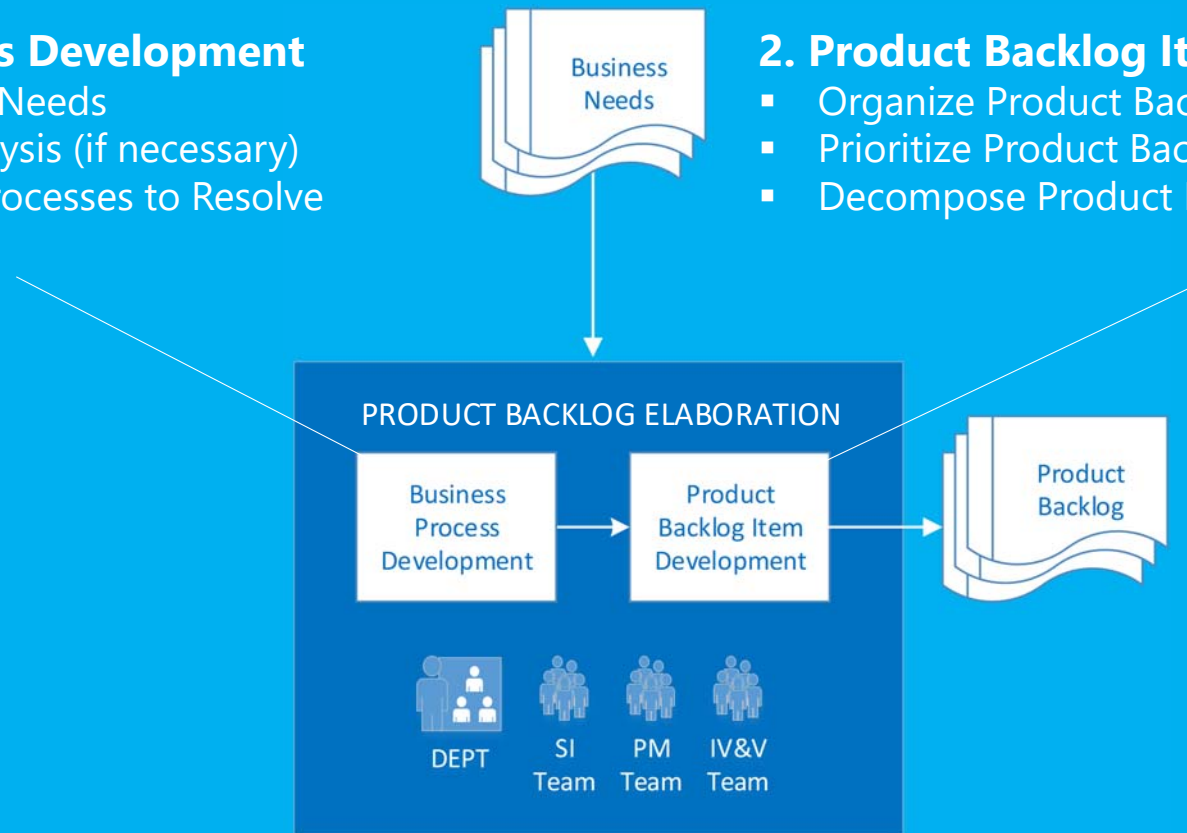 s Development
Needs
ysis (if necessary)
rocesses to Resolve
Business
Needs
2. Product Backlog It
▪ Organize Product Bac
▪ Prioritize Product Bac
▪ Decompose Product
PRODUCT BACKLOG ELABORATION
Business
Process
Development
Product
Backlog Item
Development
Product
Backlog
DEPT
SI
Team
PM
Team
IV&V
Team